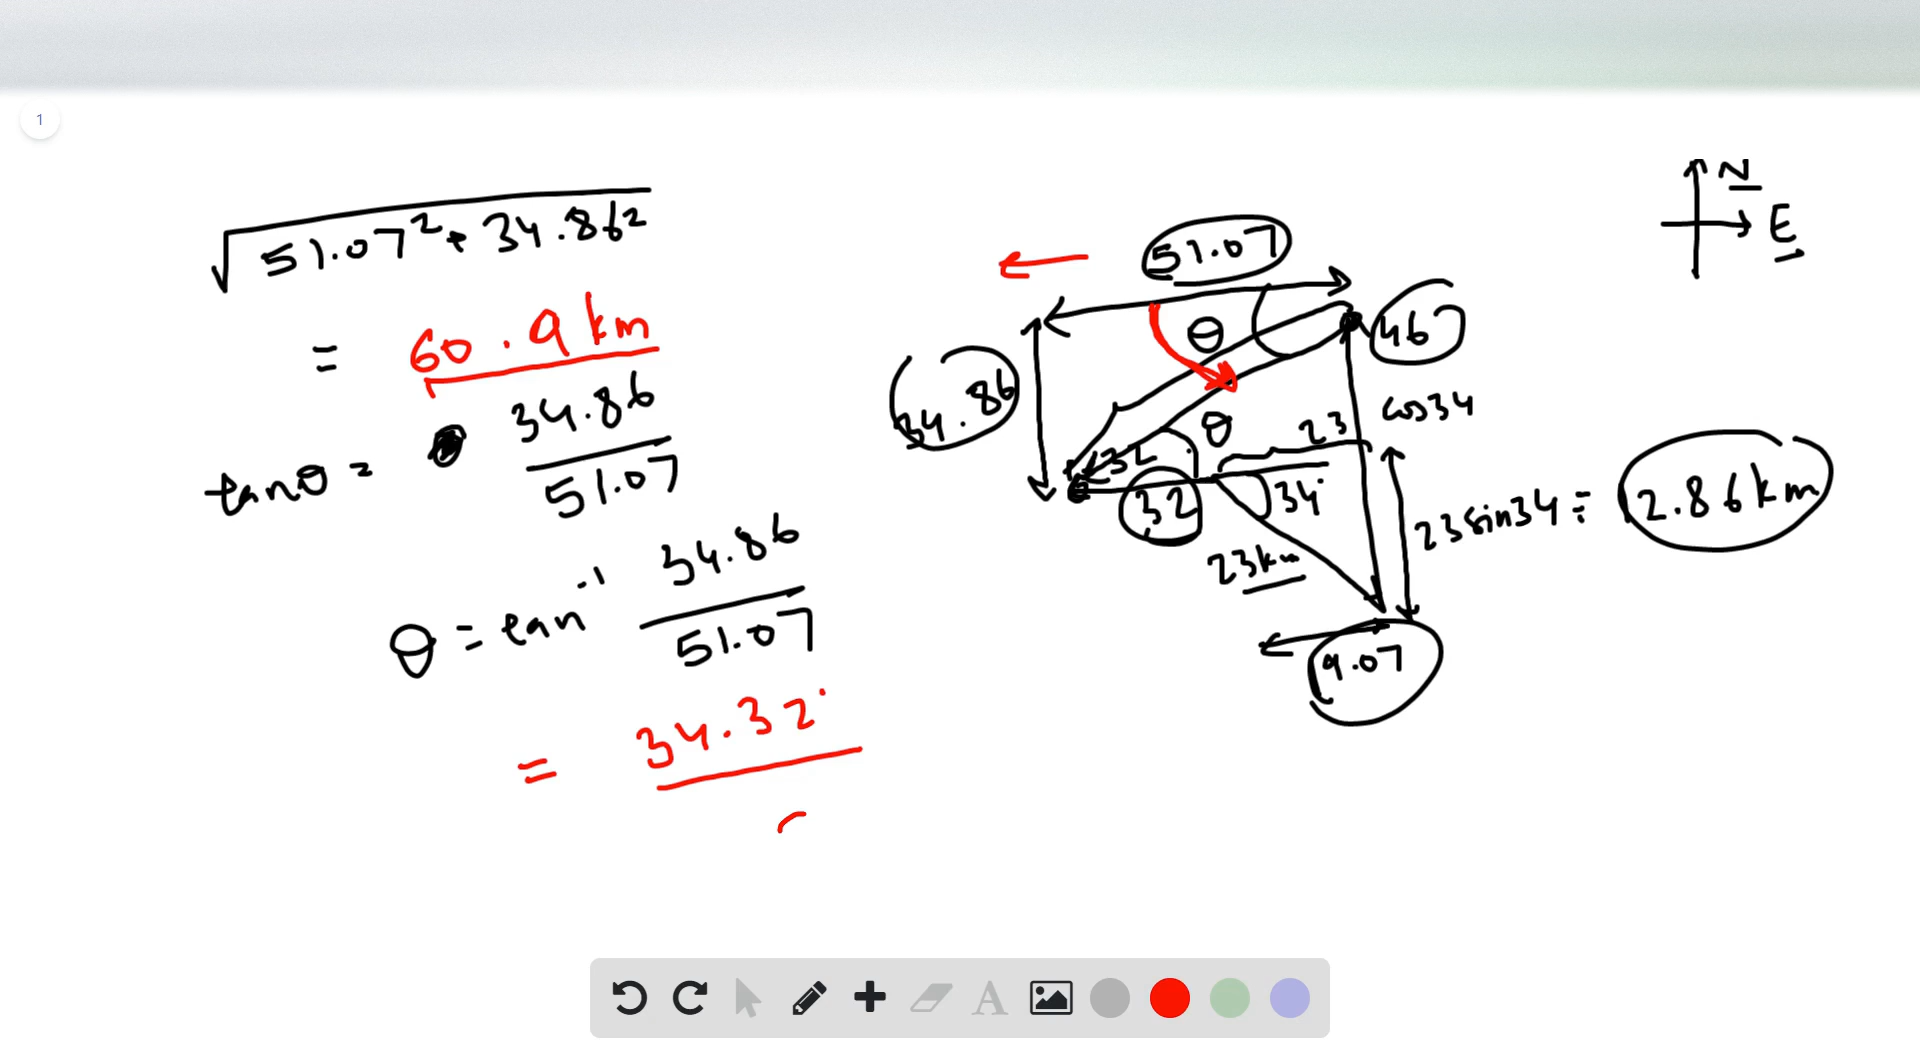 1
√51.07² + 34.86²
= 60.9 km
tanθ = 34.86 / 51.07
θ = tan⁻¹ 34.86 / 51.07
= 34.32°
N
E
51.07
θ
467
34.86
cos34
θ
23
32
32
34°
23km
23sin34 =
12.86km
9.07
A